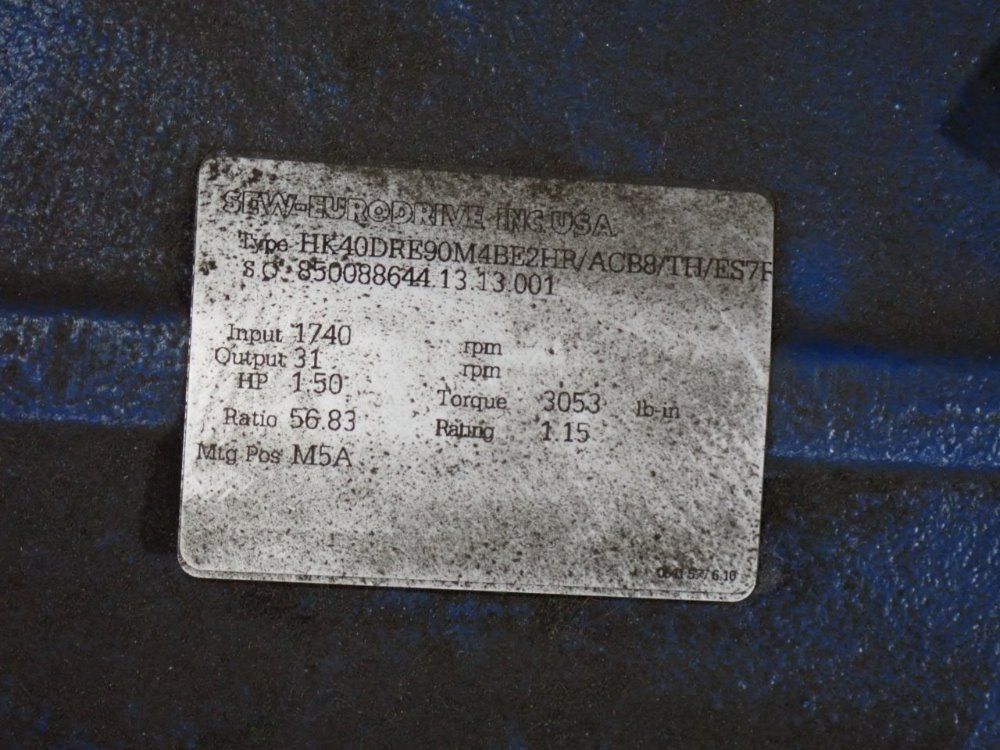 SEW-EURODRIVE INC. USA
Type HK40DRE90M4BE2HR/ACB8/TH/ES7
S.O. 850088644.13.13.001
Input 1740 rpm
Output 31 rpm
HP 1.50 Torque 3053 lb-in
Ratio 56.83 Rating 1.15
Mtg Pos M5A